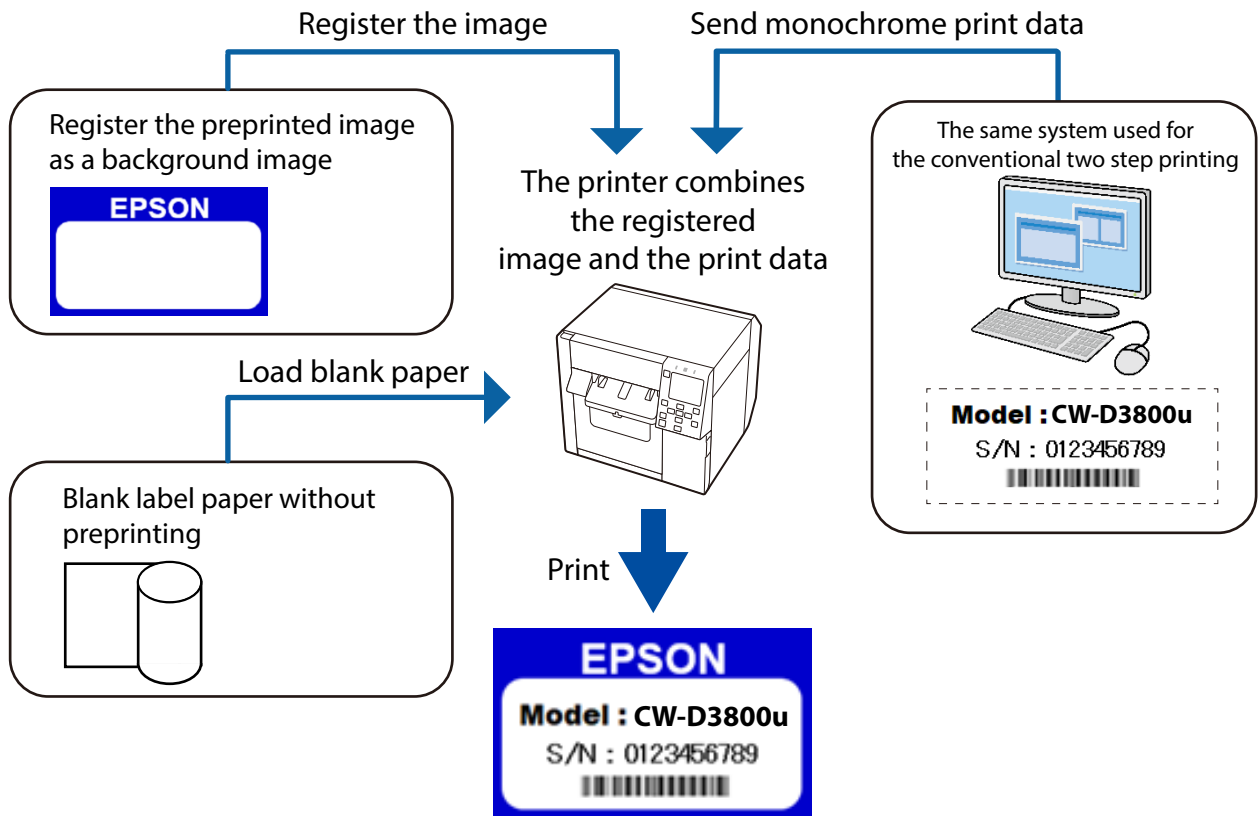 Register the image
Send monochrome print data
Register the preprinted image
as a background image
EPSON
The printer combines
the registered
image and the print data
The same system used for
the conventional two step printing
Model : CW-D3800u
S/N : 0123456789
Load blank paper
Blank label paper without
preprinting
Print
EPSON
Model : CW-D3800u
S/N : 0123456789